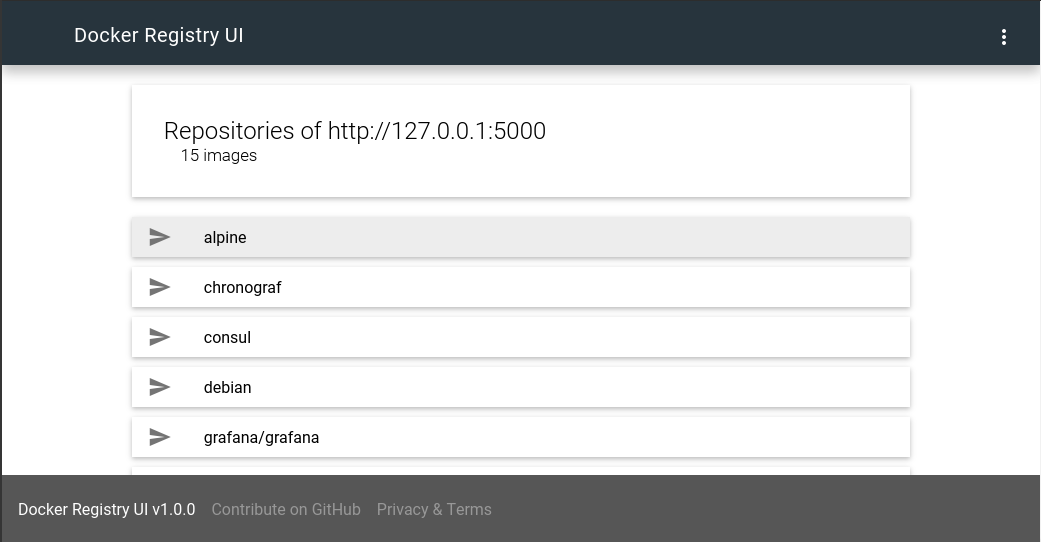 Docker Registry UI
Repositories of http://127.0.0.1:5000
15 images
alpine
chronograf
consul
debian
grafana/grafana
Docker Registry UI v1.0.0 Contribute on GitHub Privacy & Terms